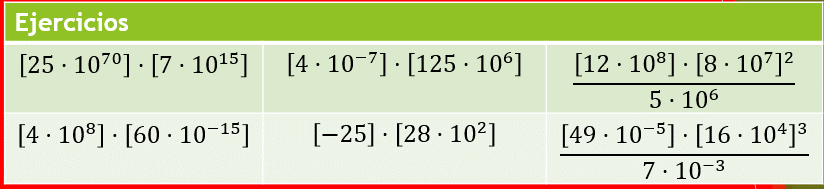 Ejercicios
[25 · 10⁷⁰] · [7 · 10¹⁵]
[4 · 10⁻⁷] · [125 · 10⁶]
[12 · 10⁸] · [8 · 10⁷]²
5 · 10⁶
[4 · 10⁸] · [60 · 10⁻¹⁵]
[−25] · [28 · 10²]
[49 · 10⁻⁵] · [16 · 10⁴]³
7 · 10⁻³